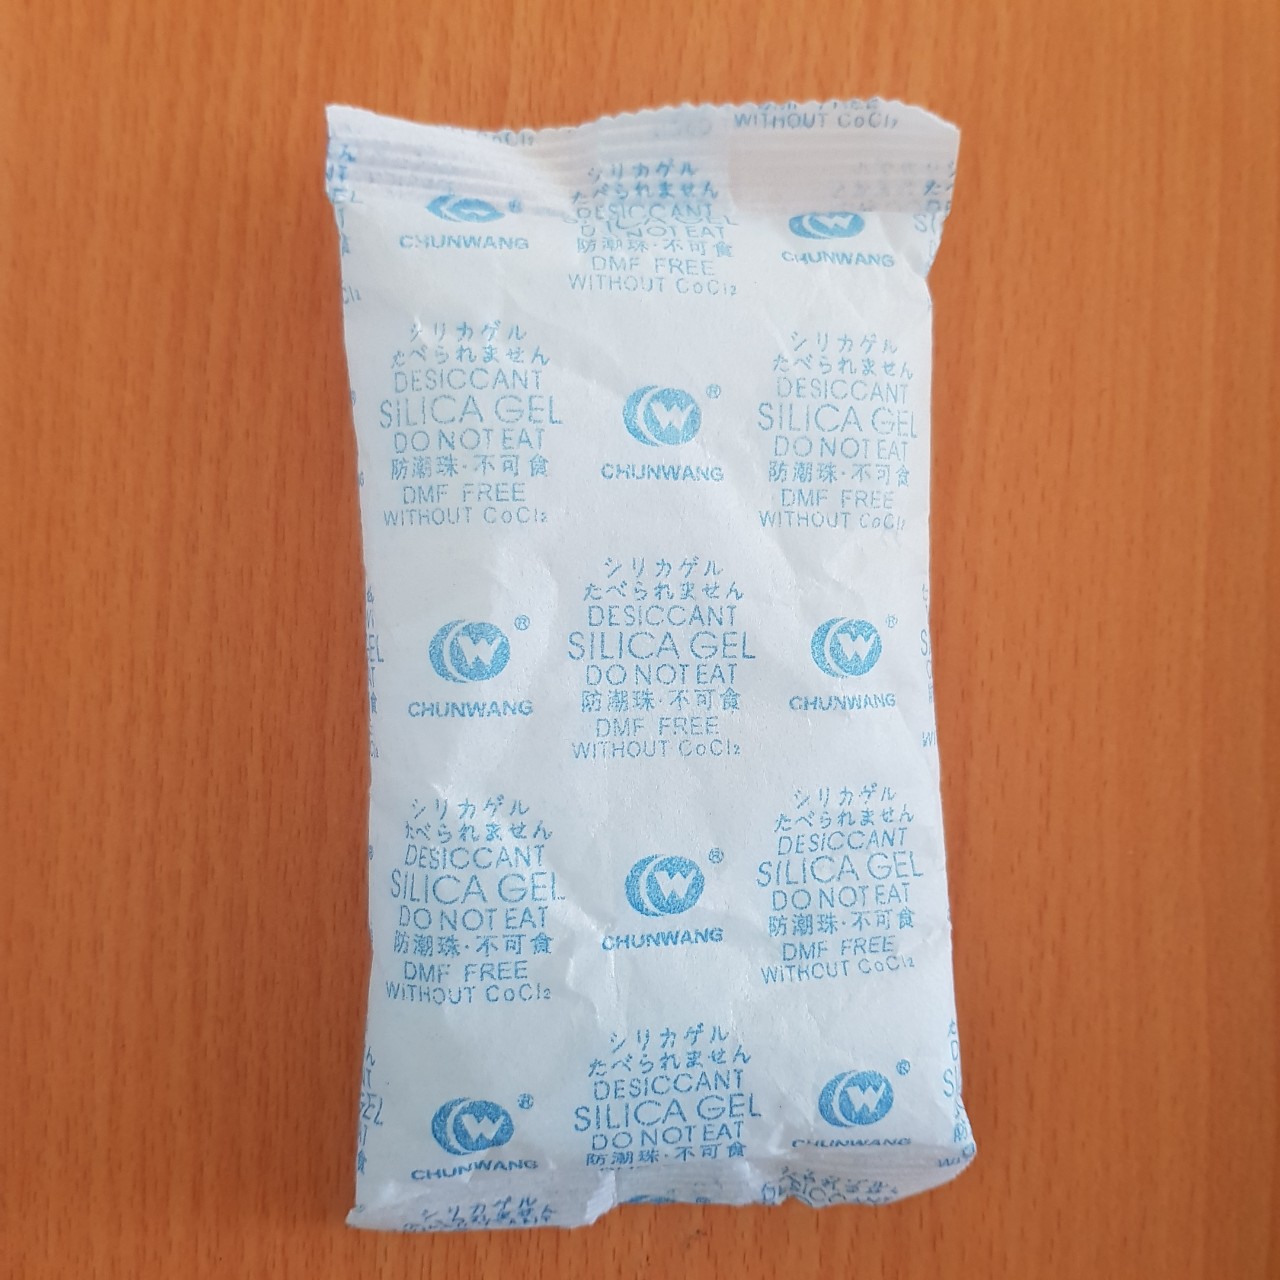 WITHOUT CoCl₂
シリカゲル
たべられません
DESICCANT
DO NOT EAT
防潮珠·不可食
DMF FREE
WITHOUT CoCl₂
® CHUNWANG
CHUNWANG
シリカゲル
たべられません
DESICCANT
SILICA GEL
DO NOT EAT
防潮珠·不可食
DMF FREE
WITHOUT CoCl₂
W ®
CHUNWANG
シリカゲル
たべられません
DESICCANT
SILICA GEL
DO NOT EAT
防潮珠·不可食
DMF FREE
WITHOUT CoCl₂
W ®
CHUNWANG
シリカゲル
たべられません
DESICCANT
SILICA GEL
DO NOT EAT
防潮珠·不可食
DMF FREE
WITHOUT CoCl₂
W ®
CHUNWANG
シリカゲル
たべられません
DESICCANT
SILICA GEL
DO NOT EAT
防潮珠·不可食
DMF FREE
WITHOUT CoCl₂
W ®
CHUNWANG
シリカゲル
たべられません
DESICCANT
SILICA GEL
DO NOT EAT
防潮珠·不可食
DMF FREE
WITHOUT CoCl₂
W ®
CHUNWANG
シリカゲル
たべられません
DESICCANT
SILICA GEL
DO NOT EAT
防潮珠·不可食
W ®
CHUNWANG
シリカゲル